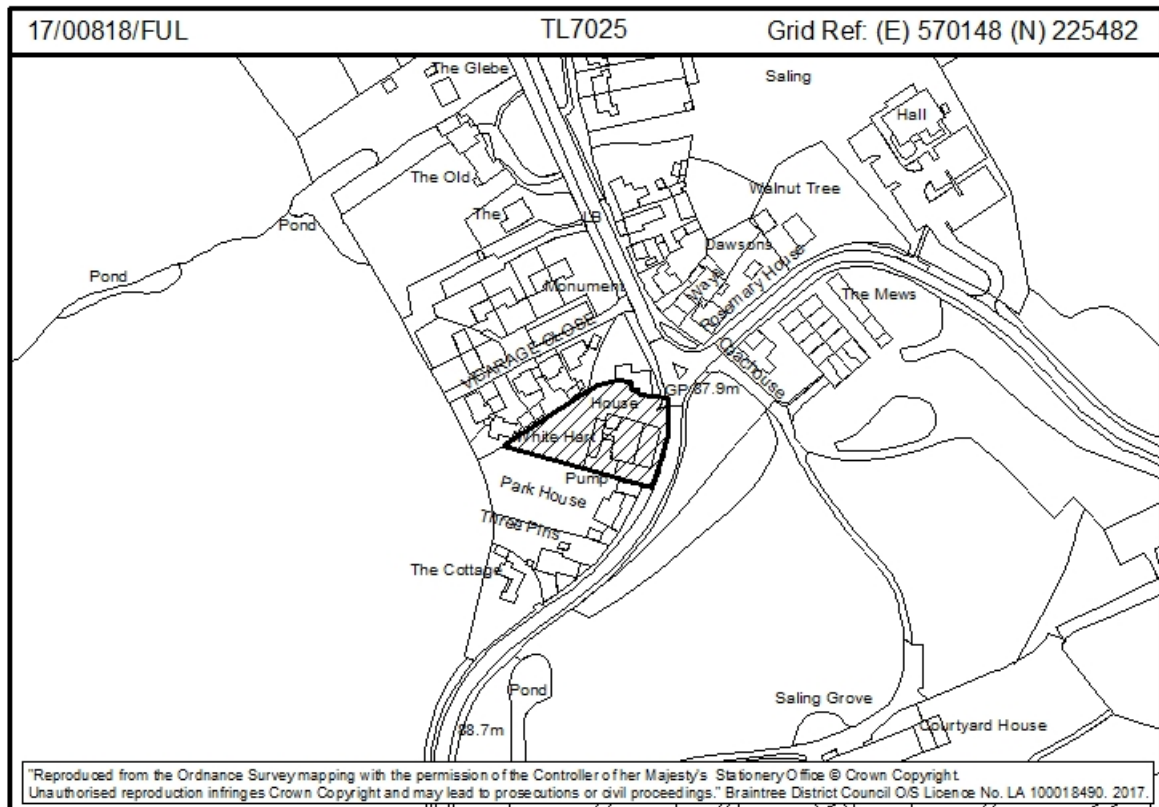 17/00818/FUL TL7025 Grid Ref: (E) 570148 (N) 225482
The Glebe
Saling
Hall
The Old
Walnut Tree
The
LB
Pond
Dawsons
Pond
Way
Rosemary House
Monument
The Mews
VICARAGE CLOSE
Coachouse
GP
87.9m
House
White Hart
Pump
Park House
Three Pins
The Cottage
Pond
Saling Grove
88.7m
Courtyard House
"Reproduced from the Ordnance Survey mapping with the permission of the Controller of her Majesty's Stationery Office © Crown Copyright.
Unauthorised reproduction infringes Crown Copyright and may lead to prosecutions or civil proceedings." Braintree District Council O/S Licence No. LA 100018490. 2017.